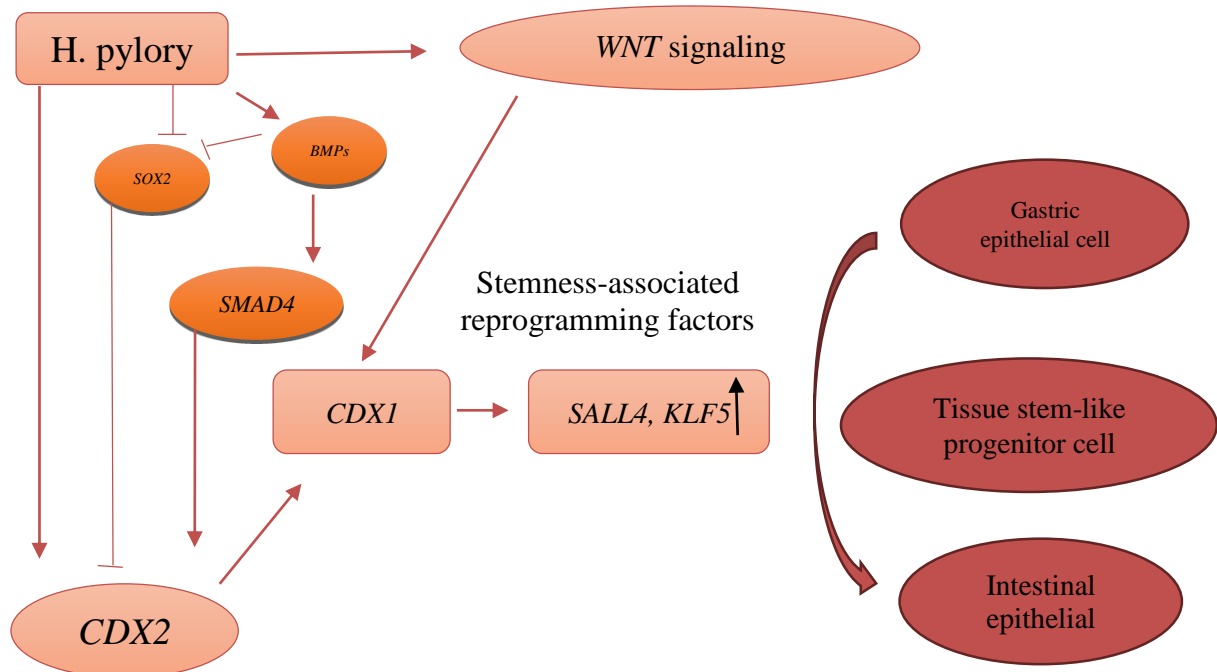 H. pylory
WNT signaling
BMPs
SOX2
SMAD4
Stemness-associated
reprogramming factors
CDX1
SALL4, KLF5
CDX2
Gastric
epithelial cell
Tissue stem-like
progenitor cell
Intestinal
epithelial